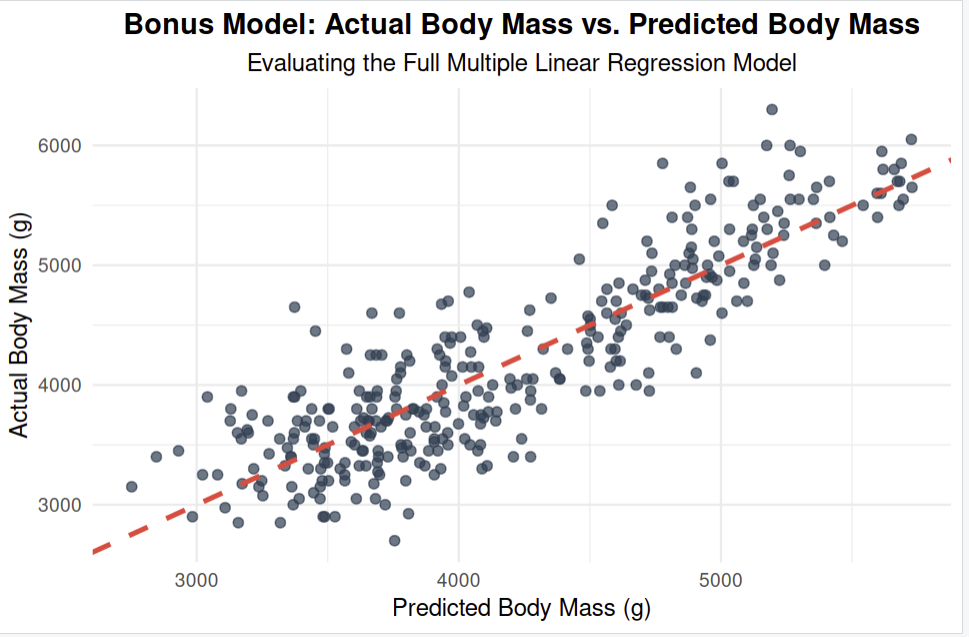 Bonus Model: Actual Body Mass vs. Predicted Body Mass
Evaluating the Full Multiple Linear Regression Model
Actual Body Mass (g)
6000
5000
4000
3000
3000 4000 5000
Predicted Body Mass (g)